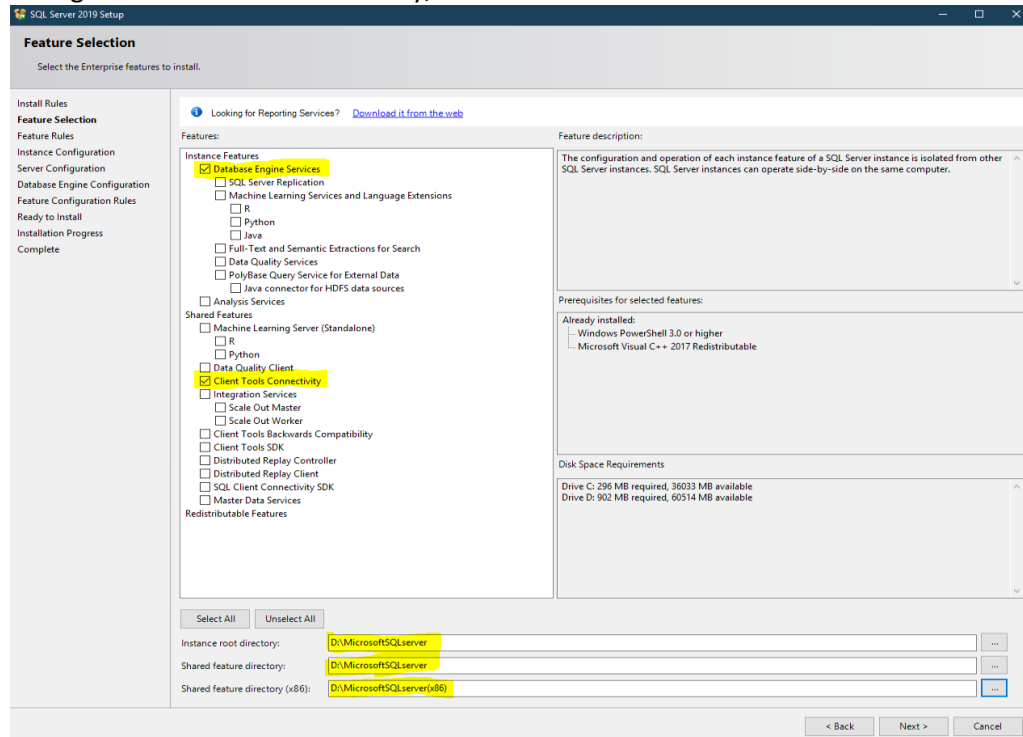 SQL Server 2019 Setup
Feature Selection
Select the Enterprise features to install.
Install Rules
Feature Selection
Feature Rules
Instance Configuration
Server Configuration
Database Engine Configuration
Feature Configuration Rules
Ready to Install
Installation Progress
Complete
Looking for Reporting Services? Download it from the web
Features:
Instance Features
Database Engine Services
SQL Server Replication
Machine Learning Services and Language Extensions
R
Python
Java
Full-Text and Semantic Extractions for Search
Data Quality Services
PolyBase Query Service for External Data
Java connector for HDFS data sources
Analysis Services
Shared Features
Machine Learning Server (Standalone)
R
Python
Data Quality Client
Client Tools Connectivity
Integration Services
Scale Out Master
Scale Out Worker
Client Tools Backwards Compatibility
Client Tools SDK
Distributed Replay Controller
Distributed Replay Client
SQL Client Connectivity SDK
Master Data Services
Redistributable Features
Feature description:
The configuration and operation of each instance feature of a SQL Server instance is isolated from other
SQL Server instances. SQL Server instances can operate side-by-side on the same computer.
Prerequisites for selected features:
Already installed:
Windows PowerShell 3.0 or higher
Microsoft Visual C++ 2017 Redistributable
Disk Space Requirements
Drive C: 296 MB required, 36033 MB available
Drive D: 902 MB required, 60514 MB available
Select All Unselect All
Instance root directory: D:\MicrosoftSQLserver ...
Shared feature directory: D:\MicrosoftSQLserver ...
Shared feature directory (x86): D:\MicrosoftSQLserver(x86) ...
< Back Next > Cancel